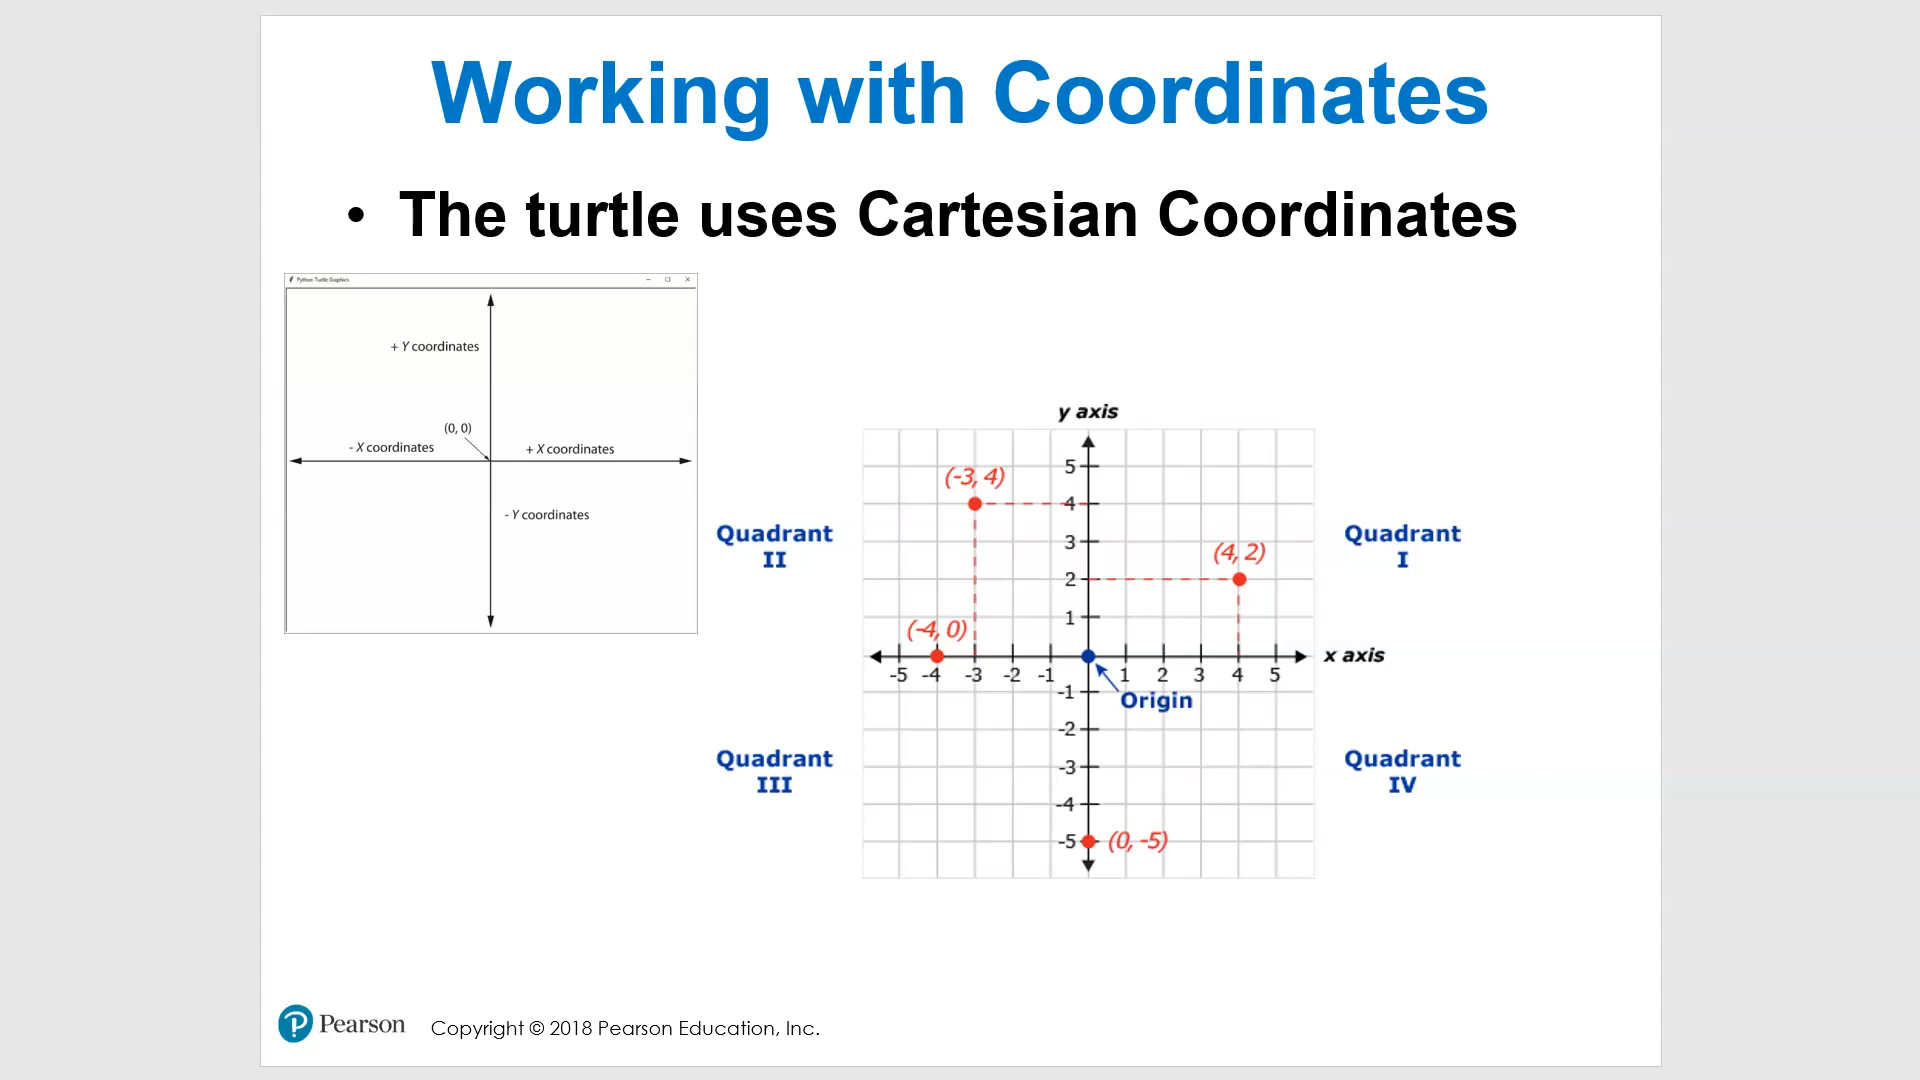 Working with Coordinates
• The turtle uses Cartesian Coordinates
Python Turtle Graphics
+ Y coordinates
(0, 0)
- X coordinates
+ X coordinates
- Y coordinates
y axis
5
(-3, 4)
4
Quadrant
II
3
Quadrant
I
(4, 2)
2
1
(-4, 0)
x axis
-5 -4 -3 -2 -1 1 2 3 4 5
-1
Origin
-2
Quadrant
III
-3
Quadrant
IV
-4
-5
(0, -5)
Pearson
Copyright © 2018 Pearson Education, Inc.